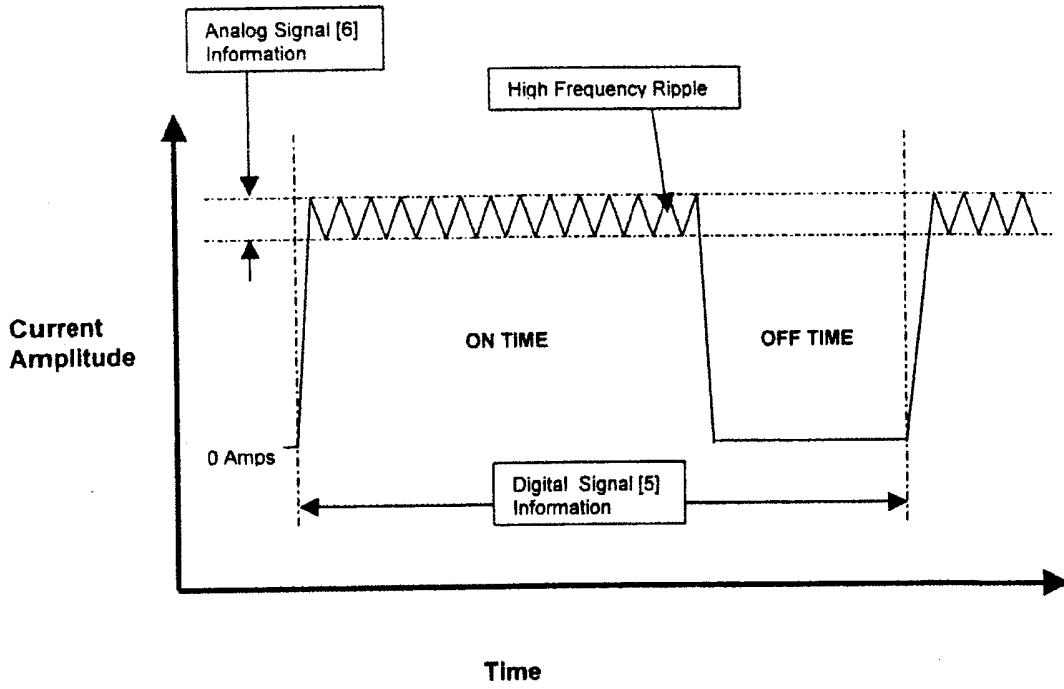 Analog Signal [6]
Information
High Frequency Ripple
Current
Amplitude
ON TIME
OFF TIME
0 Amps
Digital Signal [5]
Information
Time